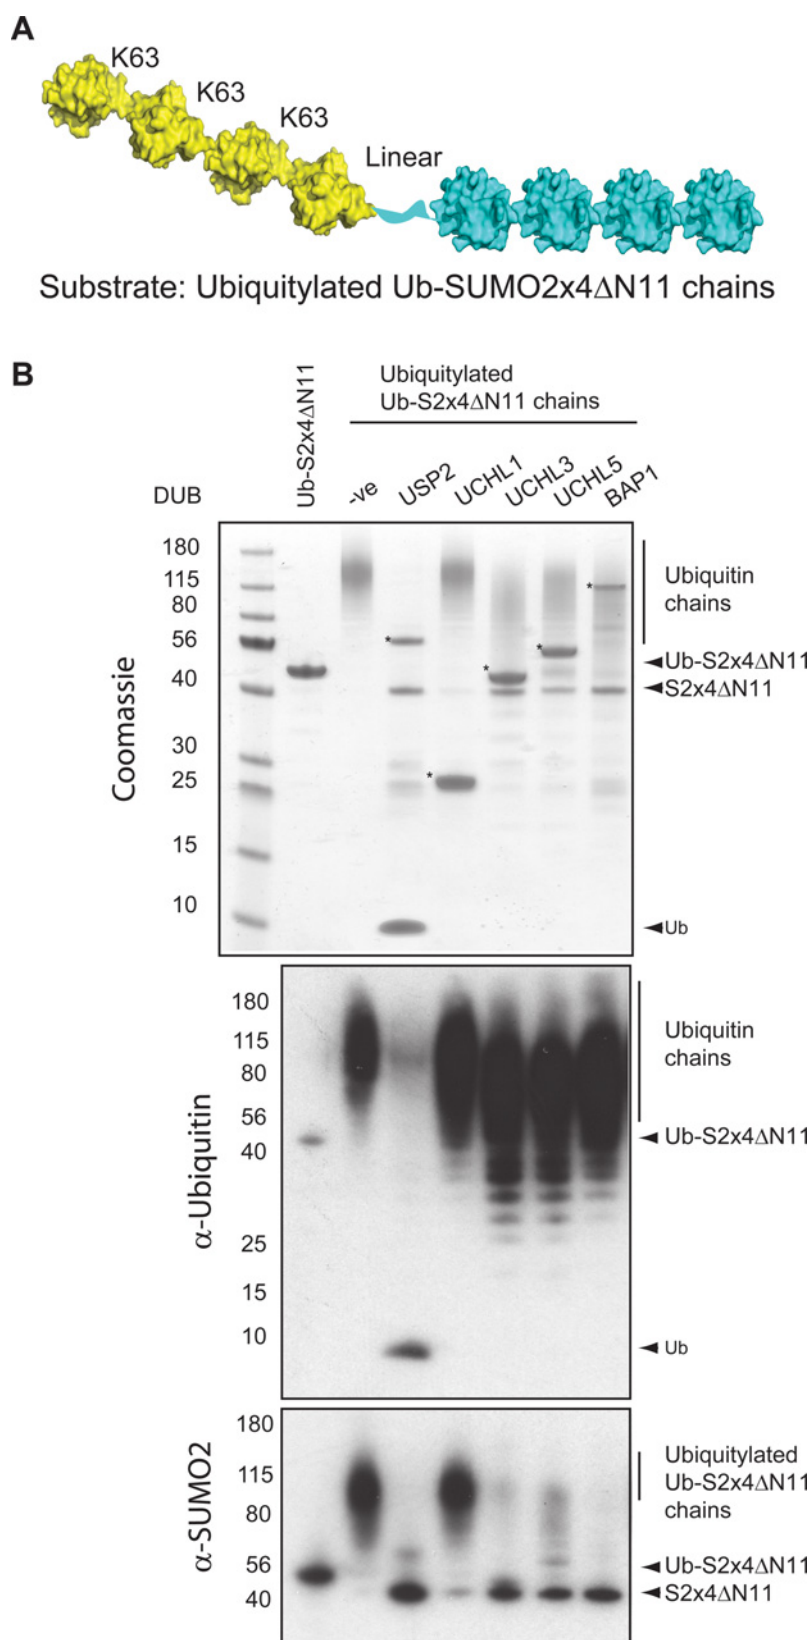 A
K63
K63
K63
Linear
Substrate: Ubiquitylated Ub-SUMO2x4ΔN11 chains
B
Ubiquitylated
Ub-S2x4ΔN11 chains
DUB
Ub-S2x4ΔN11
-ve
USP2
UCHL1
UCHL3
UCHL5
BAP1
Coomassie
180
115
80
56
40
30
25
15
10
*
*
*
*
*
Ubiquitin
chains
Ub-S2x4ΔN11
S2x4ΔN11
Ub
α-Ubiquitin
180
115
80
56
40
25
15
10
Ubiquitin
chains
Ub-S2x4ΔN11
Ub
α-SUMO2
180
115
80
56
40
Ubiquitylated
Ub-S2x4ΔN11
chains
Ub-S2x4ΔN11
S2x4ΔN11